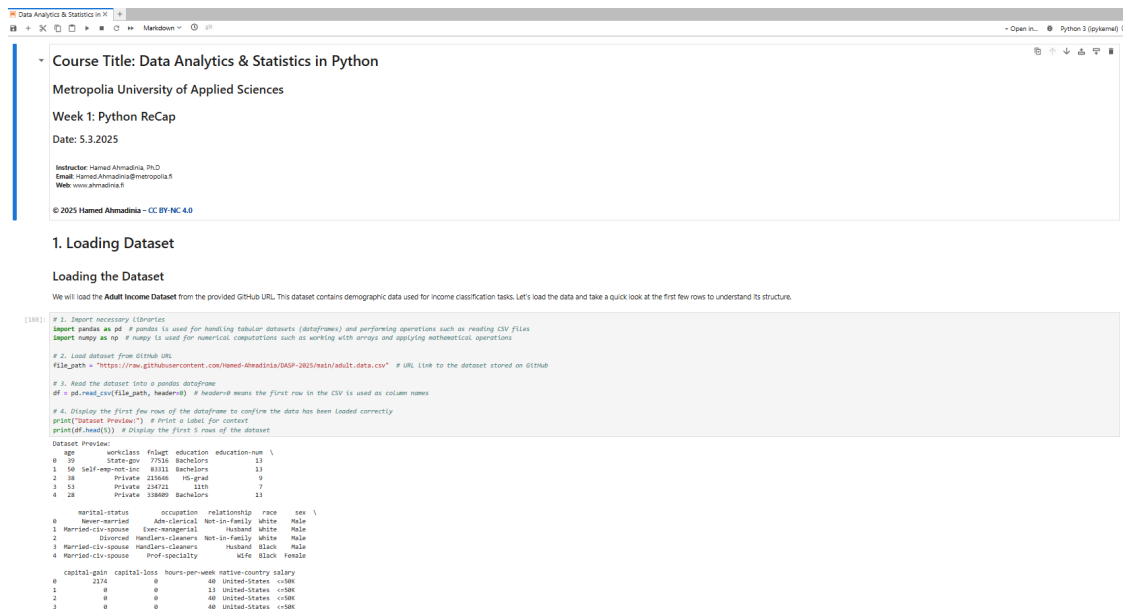 Data Analytics & Statistics in
Markdown
Open in...
Python 3 (ipykernel)
Course Title: Data Analytics & Statistics in Python
Metropolia University of Applied Sciences
Week 1: Python ReCap
Date: 5.3.2025
Instructor: Hamed Ahmadinia, Ph.D
Email: Hamed.Ahmadinia@metropolia.fi
Web: www.ahmadinia.fi
© 2025 Hamed Ahmadinia – CC BY-NC 4.0
1. Loading Dataset
Loading the Dataset
We will load the Adult Income Dataset from the provided GitHub URL. This dataset contains demographic data used for income classification tasks. Let's load the data and take a quick look at the first few rows to understand its structure.
# 1. Import necessary libraries
import pandas as pd # pandas is used for handling tabular datasets (dataframes) and performing operations such as reading CSV files
import numpy as np # numpy is used for numerical computations such as working with arrays and applying mathematical operations
# 2. Load dataset from GitHub URL
file_path = "https://raw.githubusercontent.com/Hamed-Ahmadinia/DASP-2025/main/adult.data.csv" # URL link to the dataset stored on GitHub
# 3. Read the dataset into a pandas dataframe
df = pd.read_csv(file_path, header=0) # header=0 means the first row in the CSV is used as column names
# 4. Display the first few rows of the dataframe to confirm the data has been loaded correctly
print("Dataset Preview:") # Print a label for context
print(df.head(5)) # Display the first 5 rows of the dataset
Dataset Preview:
age workclass fnlwgt education education-num \
0 39 State-gov 77516 Bachelors 13
1 50 Self-emp-not-inc 83311 Bachelors 13
2 38 Private 215646 HS-grad 9
3 53 Private 234721 11th 7
4 28 Private 338409 Bachelors 13
marital-status occupation relationship race sex \
0 Never-married Adm-clerical Not-in-family White Male
1 Married-civ-spouse Exec-managerial Husband White Male
2 Divorced Handlers-cleaners Not-in-family White Male
3 Married-civ-spouse Handlers-cleaners Husband Black Male
4 Married-civ-spouse Prof-specialty Wife Black Female
capital-gain capital-loss hours-per-week native-country salary
0 2174 0 40 United-States <=50K
1 0 0 13 United-States <=50K
2 0 0 40 United-States <=50K
3 0 0 40 United-States <=50K